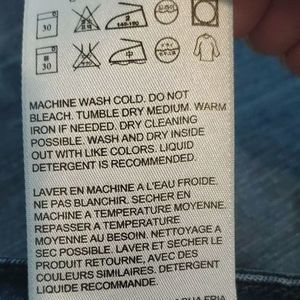 30
30
MACHINE WASH COLD. DO NOT
BLEACH. TUMBLE DRY MEDIUM. WARM
IRON IF NEEDED. DRY CLEANING
POSSIBLE. WASH AND DRY INSIDE
OUT WITH LIKE COLORS. LIQUID
DETERGENT IS RECOMMENDED.
LAVER EN MACHINE A L'EAU FROIDE.
NE PAS BLANCHIR. SECHER EN
MACHINE A TEMPERATURE MOYENNE.
REPASSER A TEMPERATURE
MOYENNE AU BESOIN. NETTOYAGE A
SEC POSSIBLE. LAVER ET SECHER LE
PRODUIT RETOURNE, AVEC DES
COULEURS SIMILAIRES. DETERGENT
LIQUIDE RECOMMANDE.